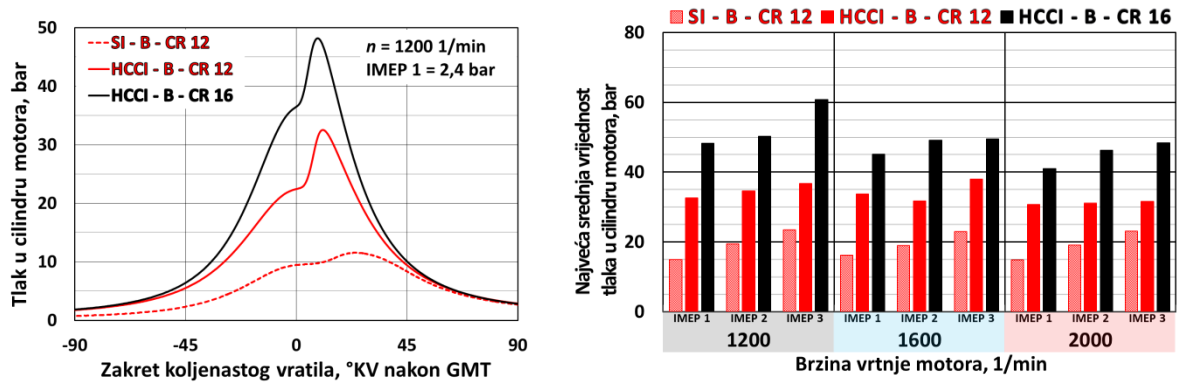 Tlak u cilindru motora, bar
50
40
30
20
10
0
SI - B - CR 12
HCCI - B - CR 12
HCCI - B - CR 16
n = 1200 1/min
IMEP 1 = 2,4 bar
-90 -45 0 45 90
Zakret koljenastog vratila, °KV nakon GMT
SI - B - CR 12 HCCI - B - CR 12 HCCI - B - CR 16
Najveća srednja vrijednost
tlaka u cilindru motora, bar
80
60
40
20
0
IMEP 1 IMEP 2 IMEP 3 IMEP 1 IMEP 2 IMEP 3 IMEP 1 IMEP 2 IMEP 3
1200 1600 2000
Brzina vrtnje motora, 1/min